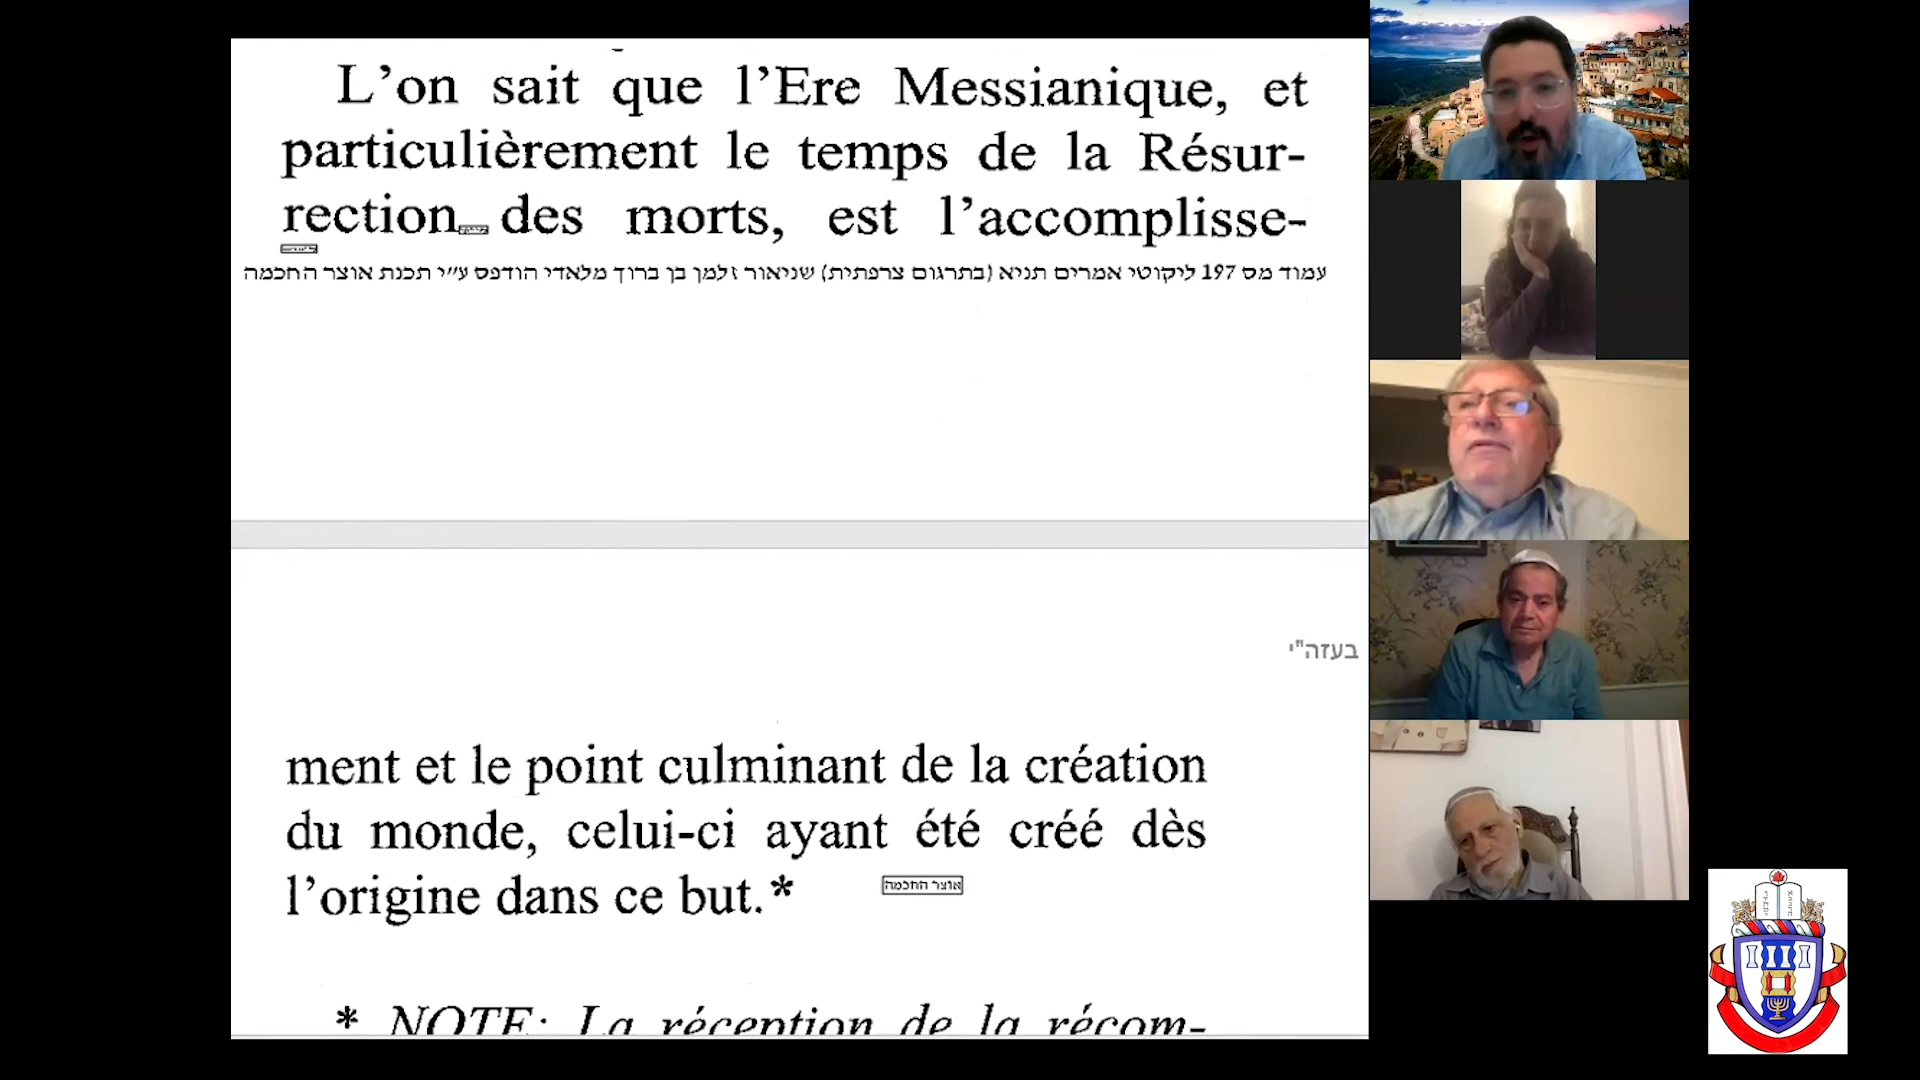 L’on sait que l’Ere Messianique, et
particulièrement le temps de la Résur-
rection des morts, est l’accomplisse-
עמוד מס 197 ליקוטי אמרים תניא (בתרגום צרפתית) שניאור זלמן בן ברוך מלאדי הודפס ע״י תכנת אוצר החכמה
בעזה"י
ment et le point culminant de la création
du monde, celui-ci ayant été créé dès
l’origine dans ce but.*
אוצר החכמה
* NOTE: La réception de la récom-